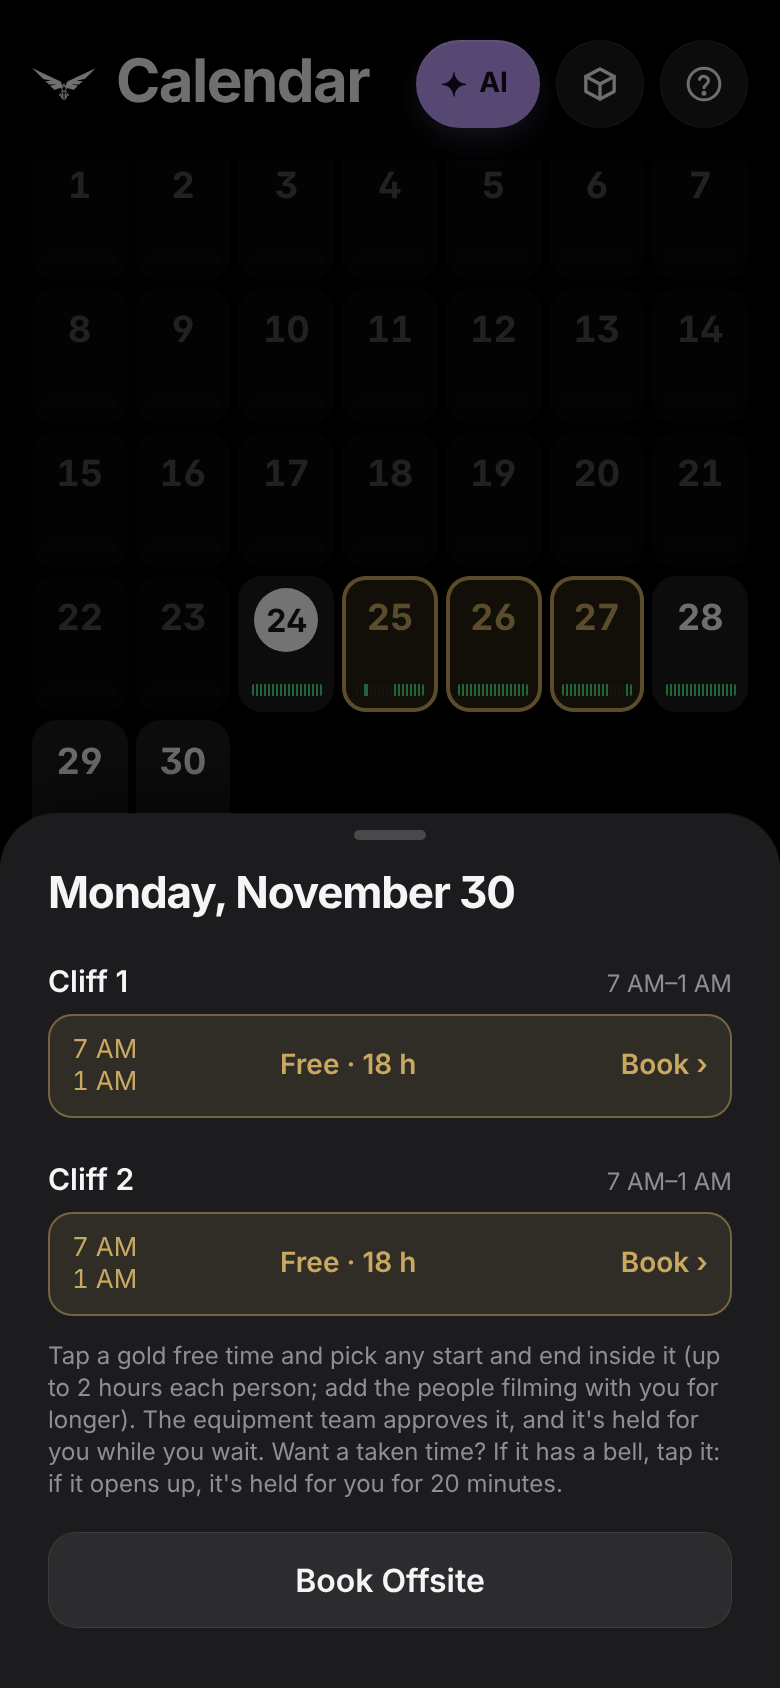 Calendar
AI
1 2 3 4 5 6 7
8 9 10 11 12 13 14
15 16 17 18 19 20 21
22 23 24 25 26 27 28
29 30
Monday, November 30
Cliff 1 7 AM–1 AM
7 AM
1 AM
Free · 18 h
Book ›
Cliff 2 7 AM–1 AM
7 AM
1 AM
Free · 18 h
Book ›
Tap a gold free time and pick any start and end inside it (up
to 2 hours each person; add the people filming with you for
longer). The equipment team approves it, and it's held for
you while you wait. Want a taken time? If it has a bell, tap it:
if it opens up, it's held for you for 20 minutes.
Book Offsite